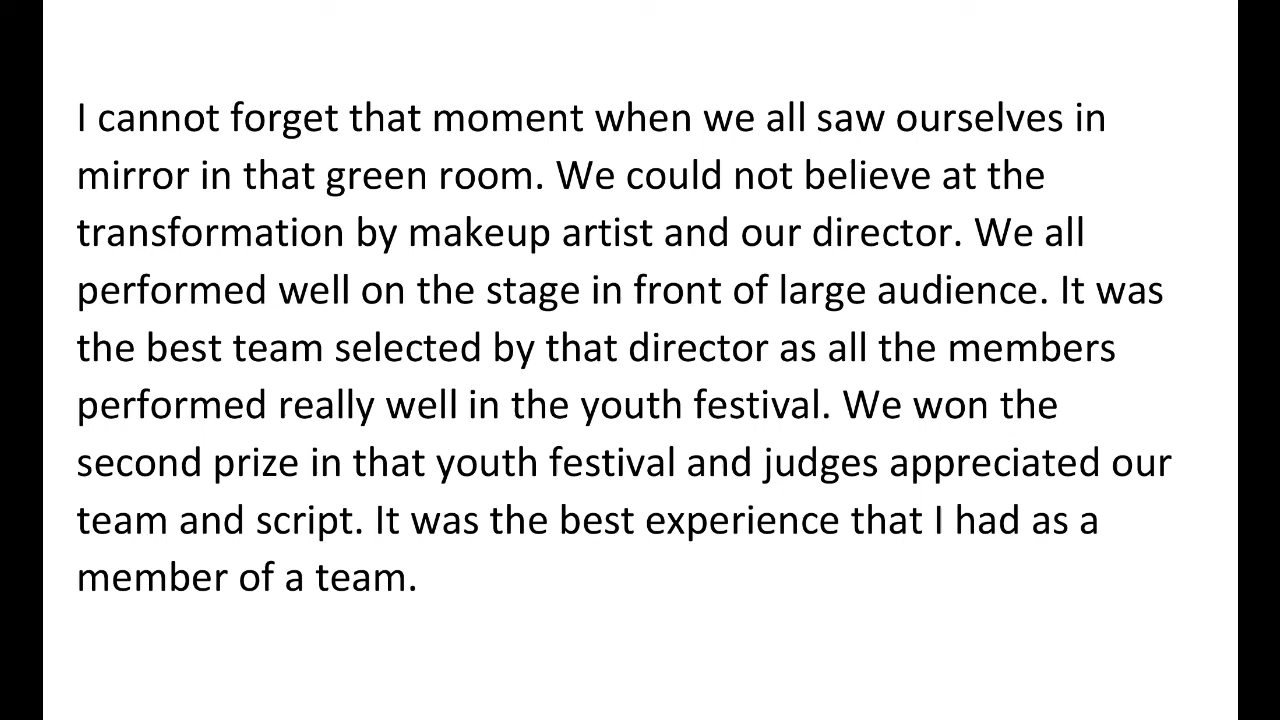 I cannot forget that moment when we all saw ourselves in
mirror in that green room. We could not believe at the
transformation by makeup artist and our director. We all
performed well on the stage in front of large audience. It was
the best team selected by that director as all the members
performed really well in the youth festival. We won the
second prize in that youth festival and judges appreciated our
team and script. It was the best experience that I had as a
member of a team.